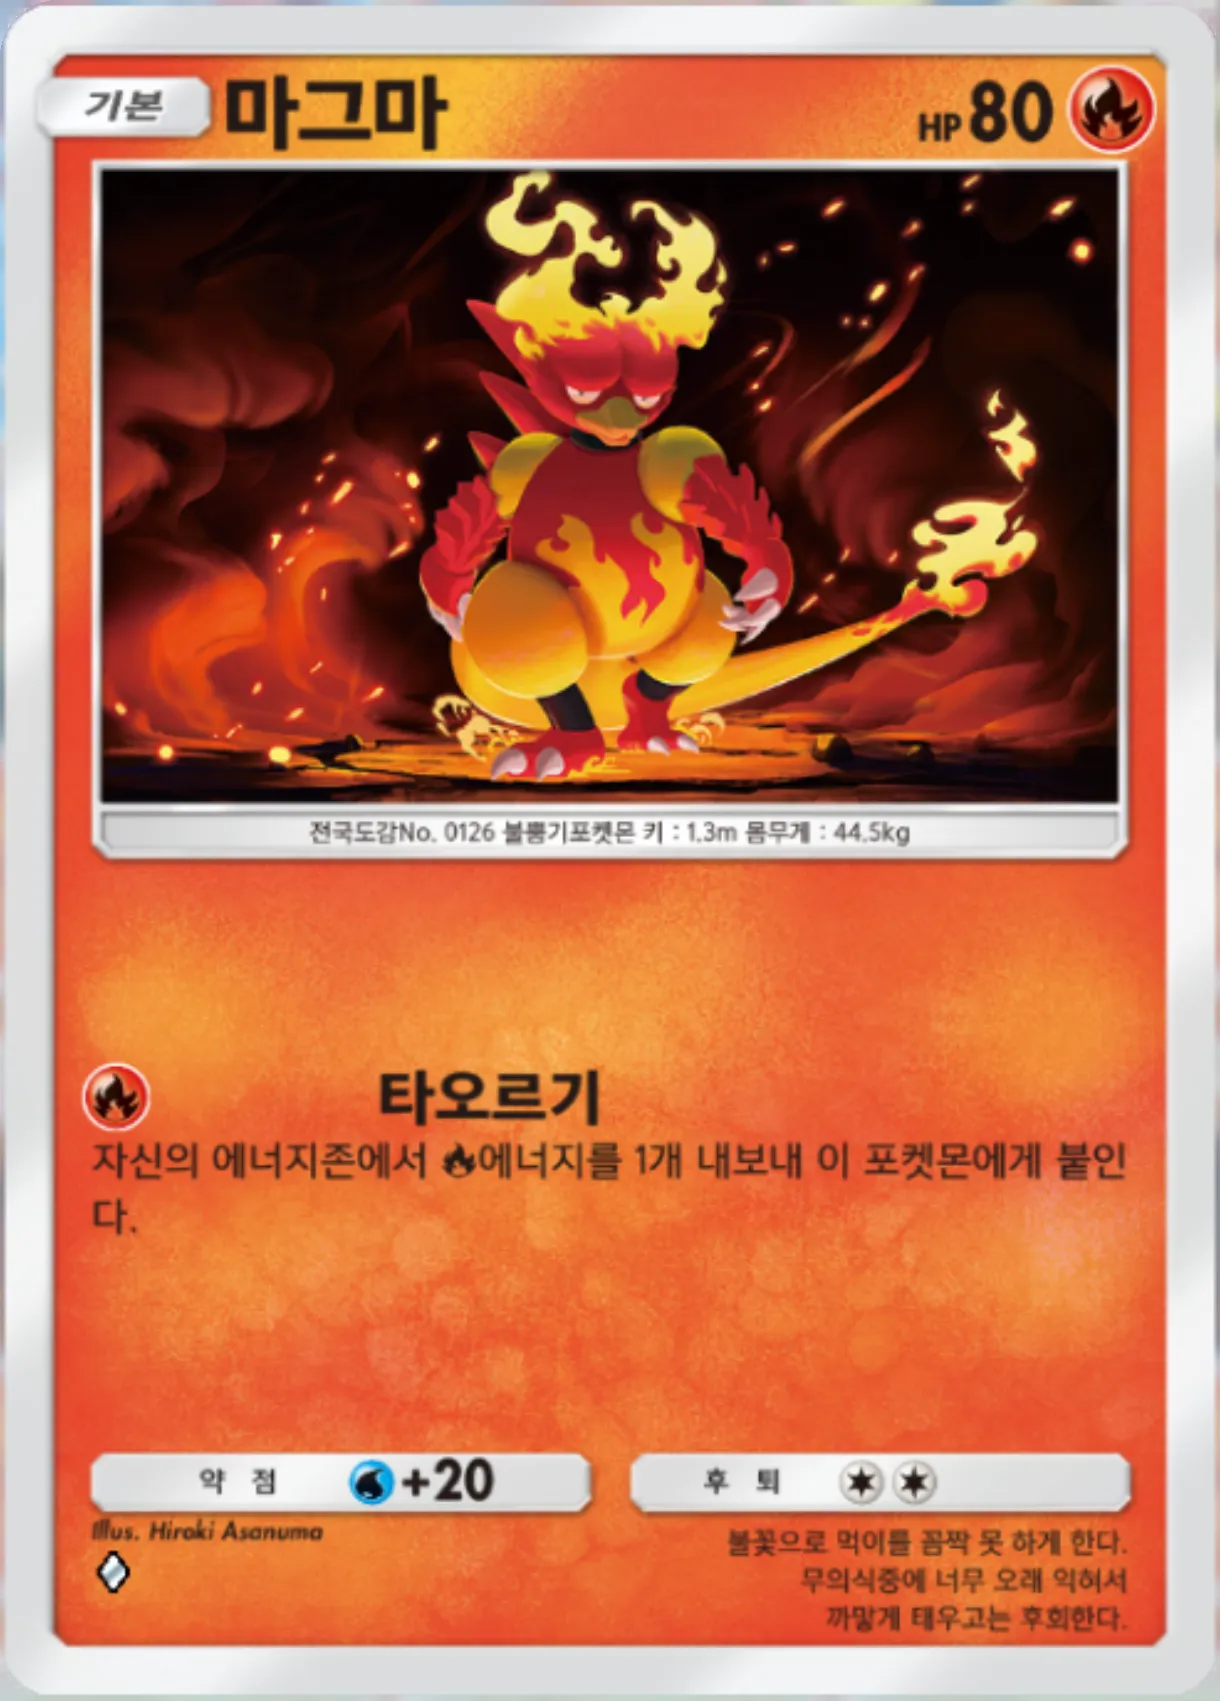 기본 마그마 HP 80
전국도감No. 0126 불뿜기포켓몬 키 : 1.3m 몸무게 : 44.5kg
타오르기
자신의 에너지존에서 에너지를 1개 내보내 이 포켓몬에게 붙인
다.
약 점 +20 후 퇴
Illus. Hiroki Asanuma
불꽃으로 먹이를 꼼짝 못 하게 한다.
무의식중에 너무 오래 익혀서
까맣게 태우고는 후회한다.